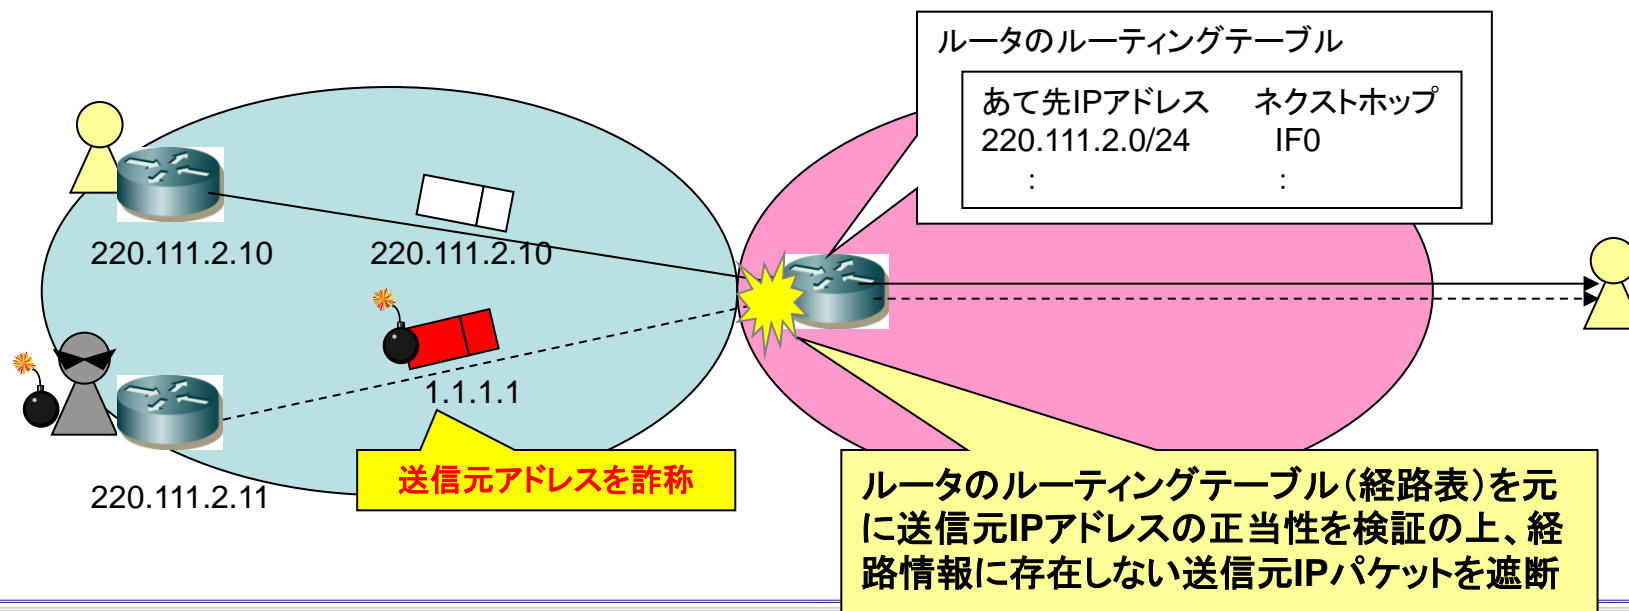 ルータのルーティングテーブル
あて先IPアドレス ネクストホップ
220.111.2.0/24 IF0
: :
220.111.2.10
220.111.2.10
1.1.1.1
送信元アドレスを詐称
220.111.2.11
ルータのルーティングテーブル（経路表）を元
に送信元IPアドレスの正当性を検証の上、経
路情報に存在しない送信元IPパケットを遮断